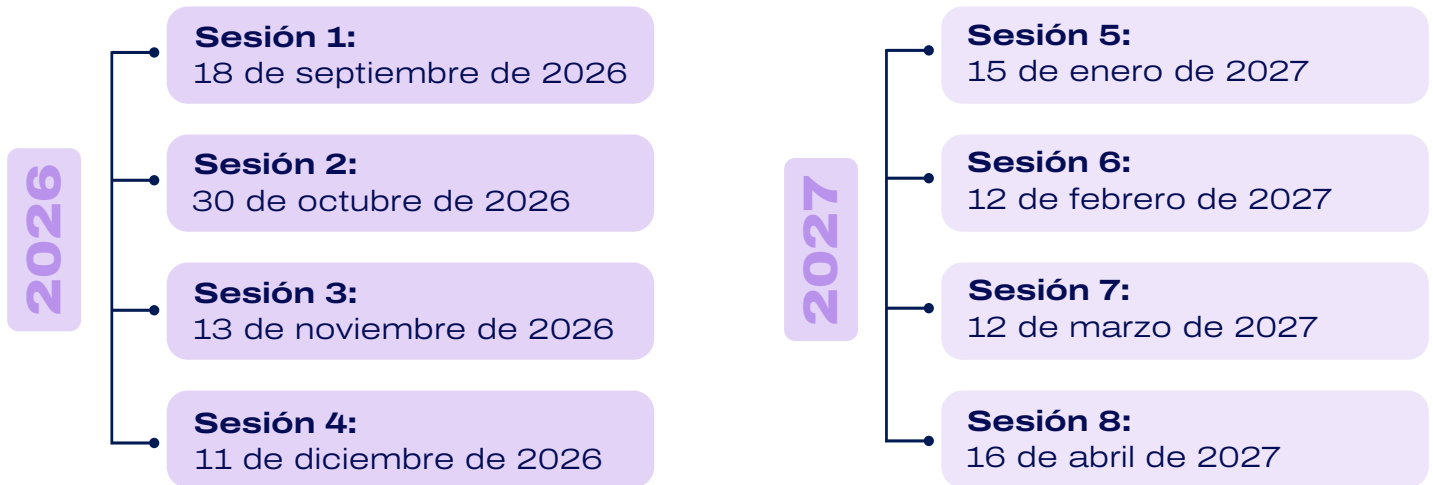 2026
Sesión 1:
18 de septiembre de 2026
Sesión 2:
30 de octubre de 2026
Sesión 3:
13 de noviembre de 2026
Sesión 4:
11 de diciembre de 2026
2027
Sesión 5:
15 de enero de 2027
Sesión 6:
12 de febrero de 2027
Sesión 7:
12 de marzo de 2027
Sesión 8:
16 de abril de 2027